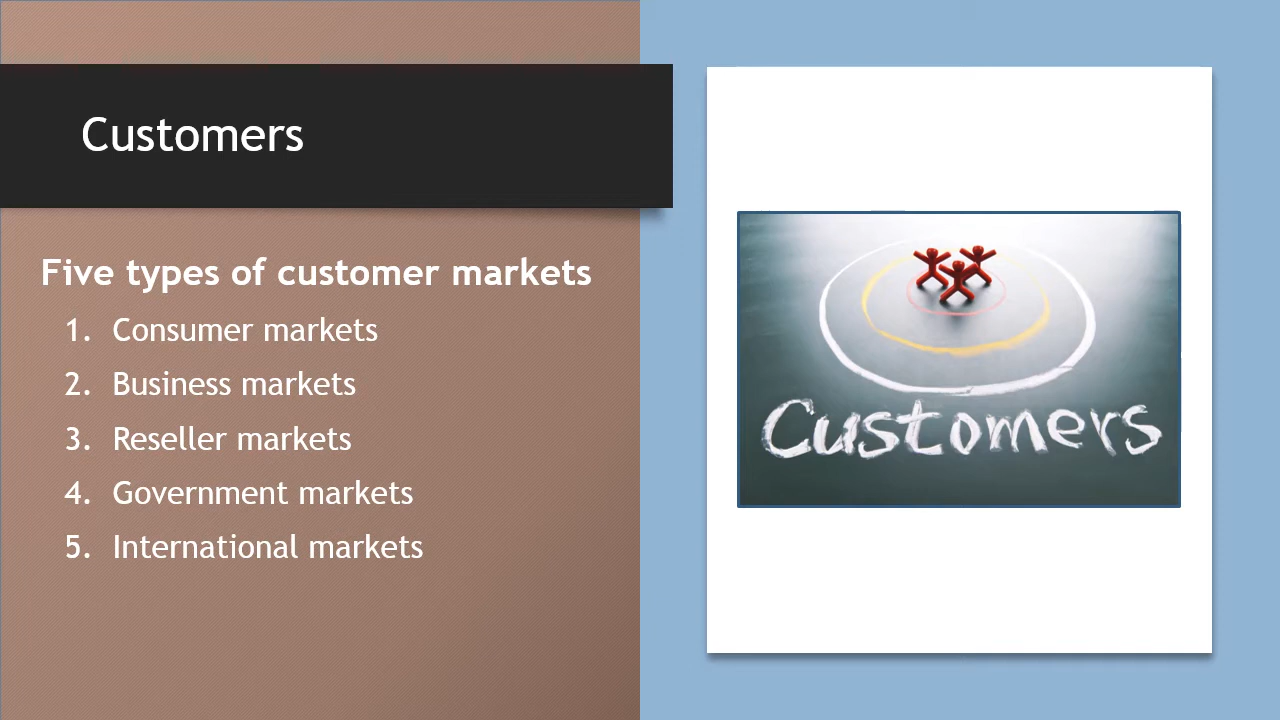 Customers
Five types of customer markets
1. Consumer markets
2. Business markets
3. Reseller markets
4. Government markets
5. International markets
Customers